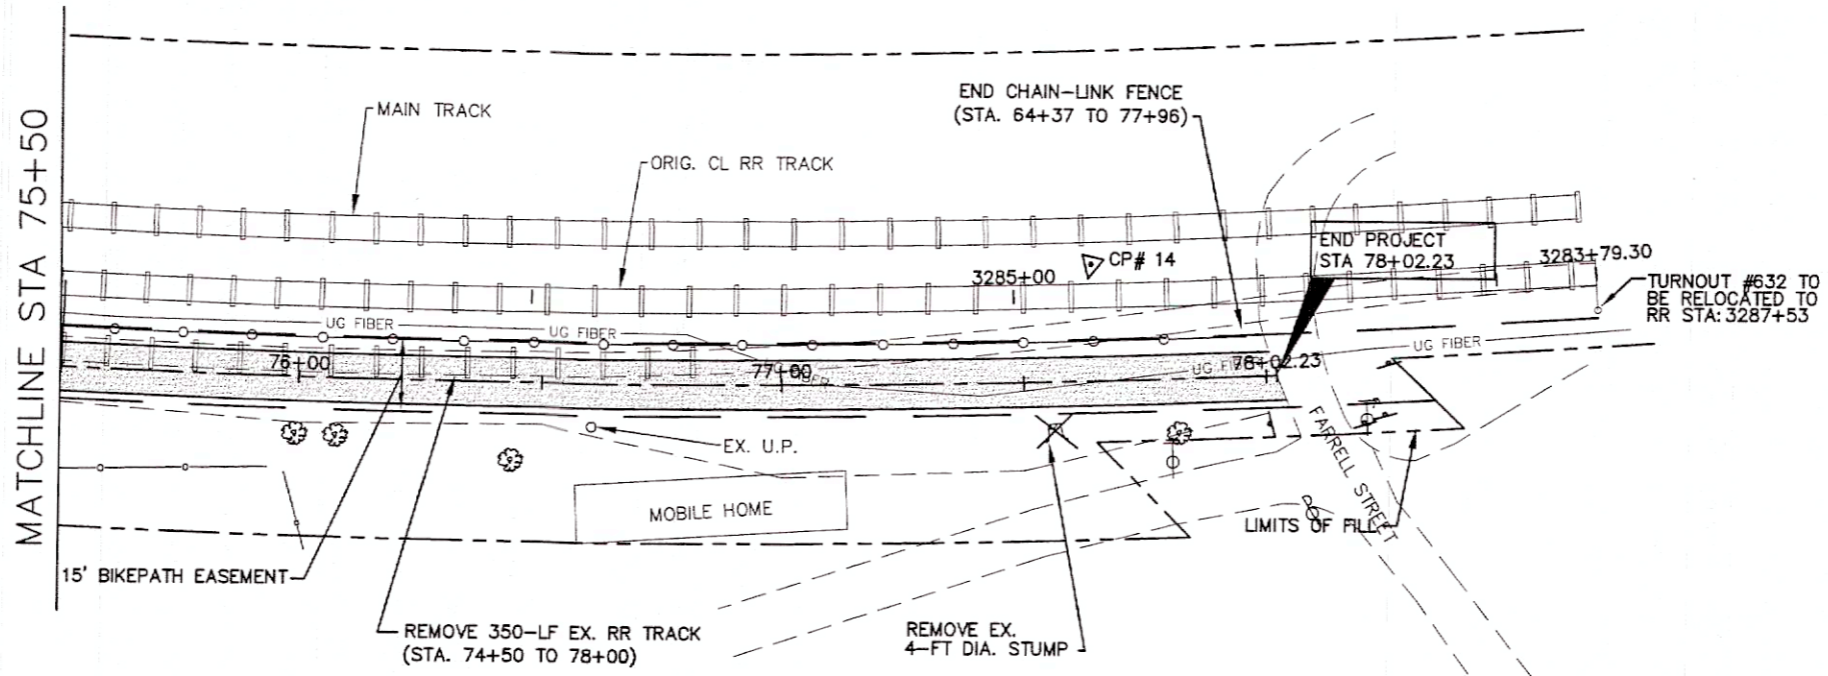 MATCHLINE STA 75+50
MAIN TRACK
ORIG. CL RR TRACK
END CHAIN-LINK FENCE
(STA. 64+37 TO 77+96)
CP# 14
3285+00
END PROJECT
STA 78+02.23
3283+79.30
TURNOUT #632 TO
BE RELOCATED TO
RR STA: 3287+53
UG FIBER
UG FIBER
UG FIBER
76+00
77+00
78+02.23
EX. U.P.
MOBILE HOME
FARRELL STREET
LIMITS OF FILL
15' BIKEPATH EASEMENT
REMOVE 350-LF EX. RR TRACK
(STA. 74+50 TO 78+00)
REMOVE EX.
4-FT DIA. STUMP